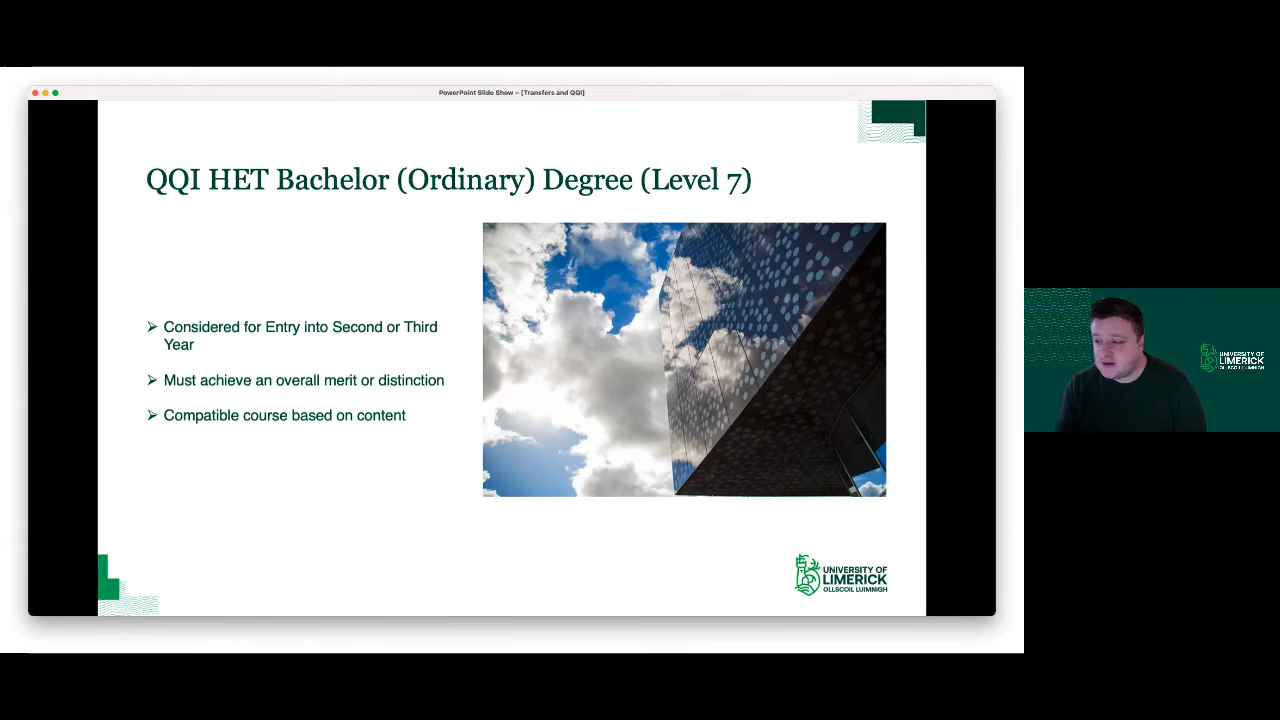 PowerPoint Slide Show – [Transfers and QQI]
QQI HET Bachelor (Ordinary) Degree (Level 7)
➢ Considered for Entry into Second or Third
Year
➢ Must achieve an overall merit or distinction
➢ Compatible course based on content
UNIVERSITY OF
LIMERICK
OLLSCOIL LUIMNIGH
UNIVERSITY OF
LIMERICK
OLLSCOIL LUIMNIGH